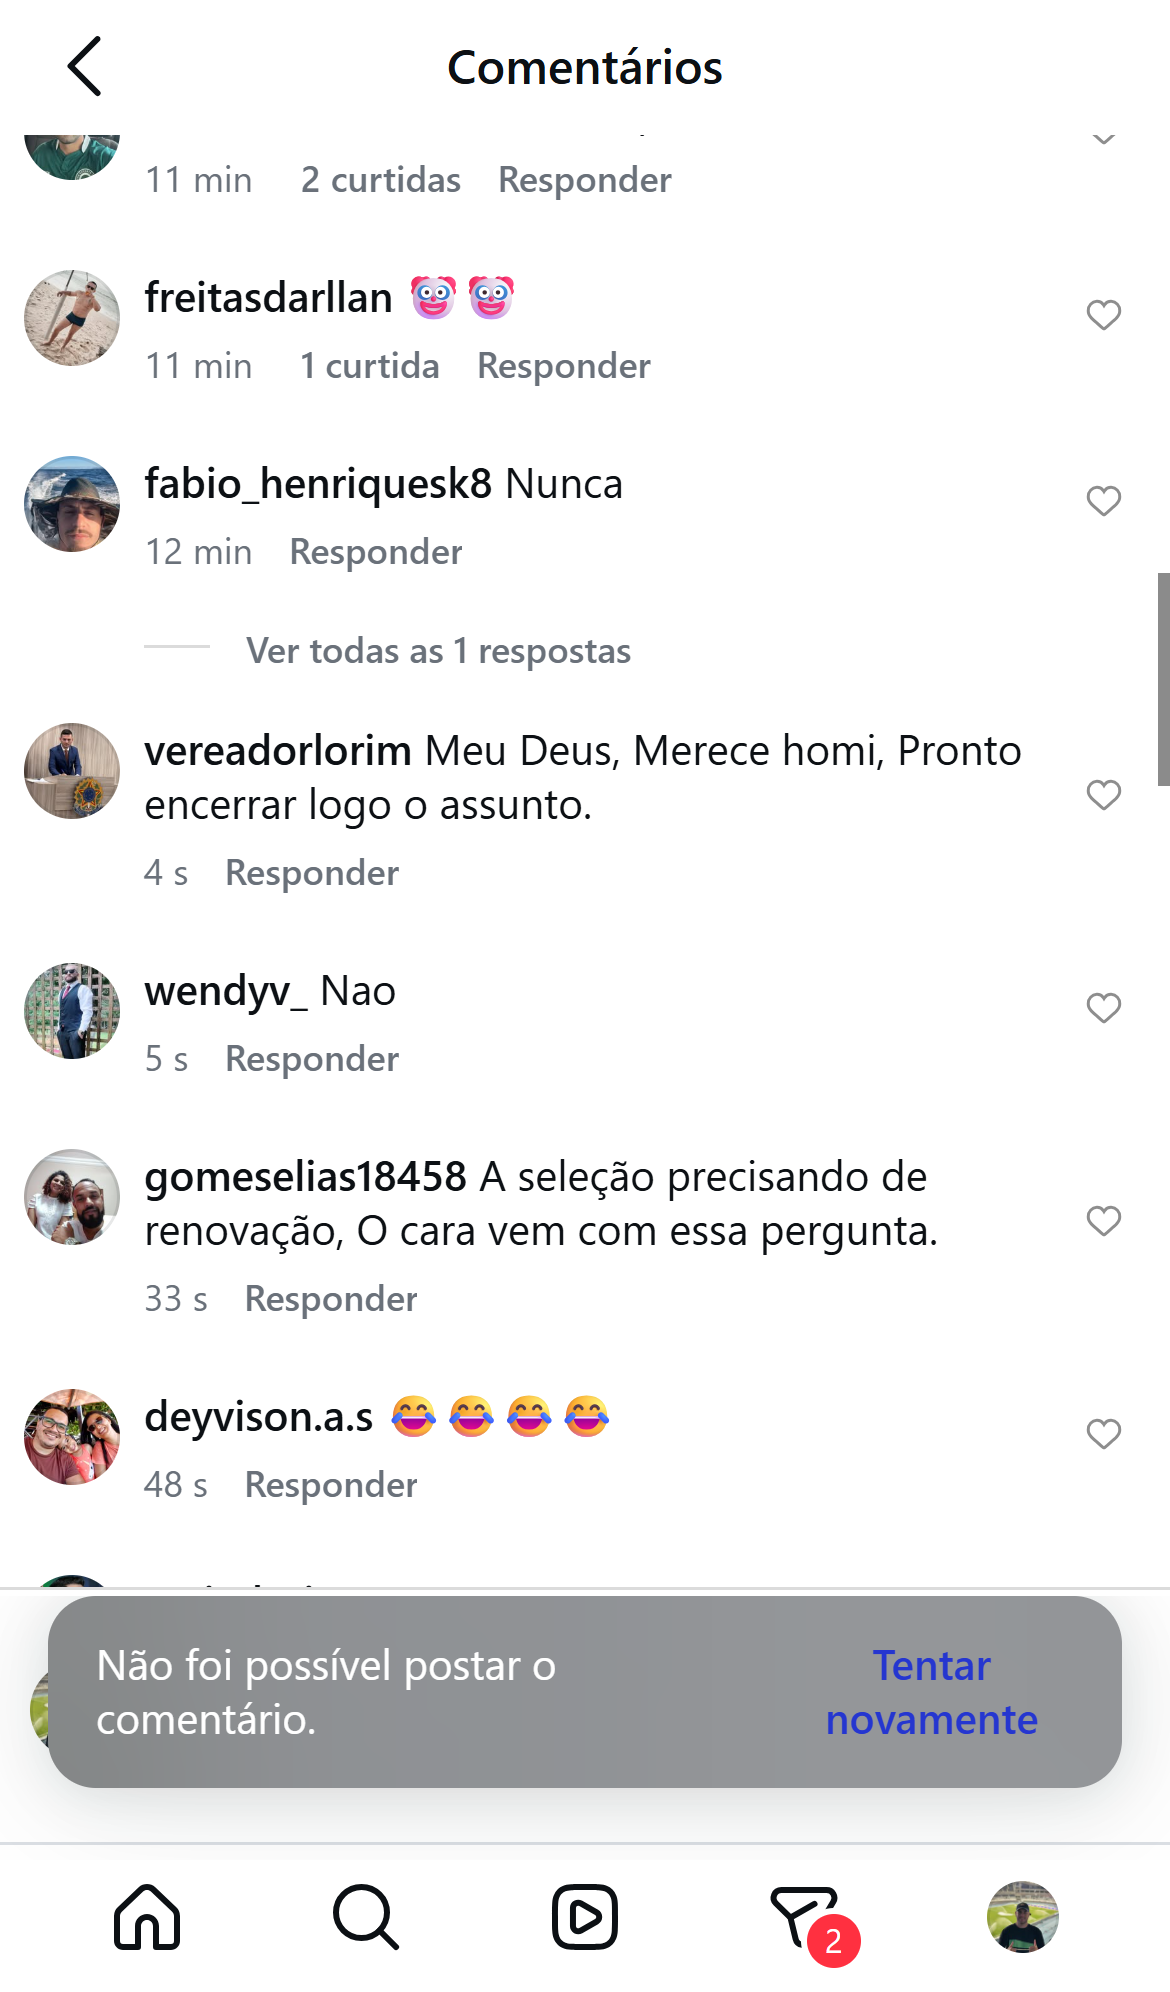 Comentários
11 min 2 curtidas Responder
freitasdarllan 🤡🤡
11 min 1 curtida Responder
fabio_henriquesk8 Nunca
12 min Responder
Ver todas as 1 respostas
vereadorlorim Meu Deus, Merece homi, Pronto
encerrar logo o assunto.
4 s Responder
wendyv_ Nao
5 s Responder
gomeselias18458 A seleção precisando de
renovação, O cara vem com essa pergunta.
33 s Responder
deyvison.a.s 😂😂😂😂
48 s Responder
Não foi possível postar o
comentário.
Tentar
novamente
2